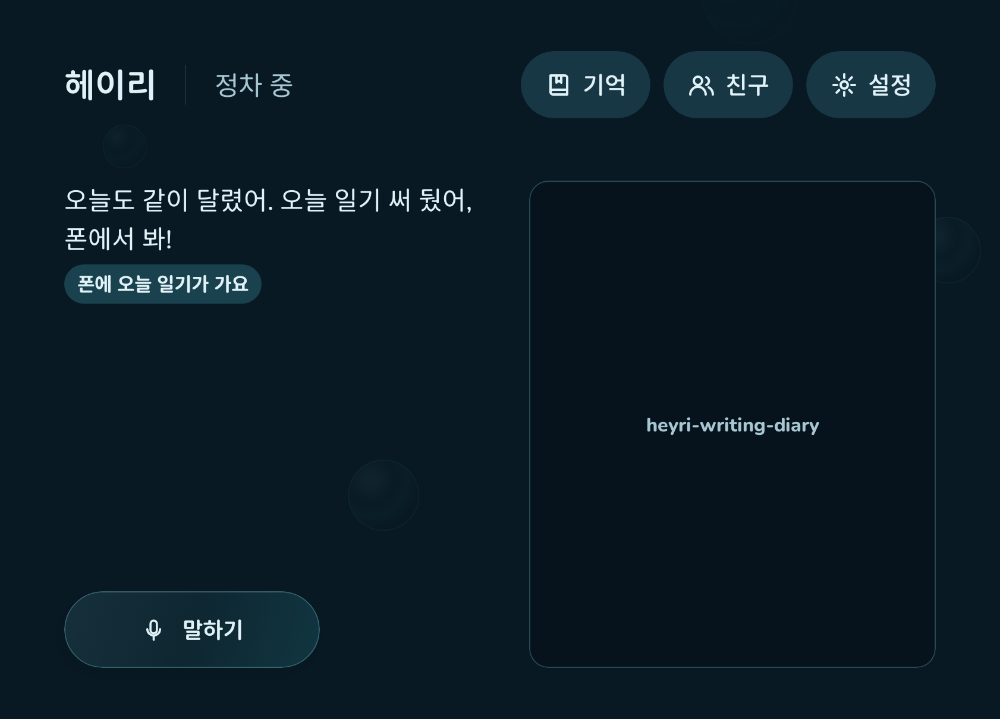 헤이리
정차 중
기억
친구
설정
오늘도 같이 달렸어. 오늘 일기 써 뒀어,
폰에서 봐!
폰에 오늘 일기가 가요
heyri-writing-diary
말하기